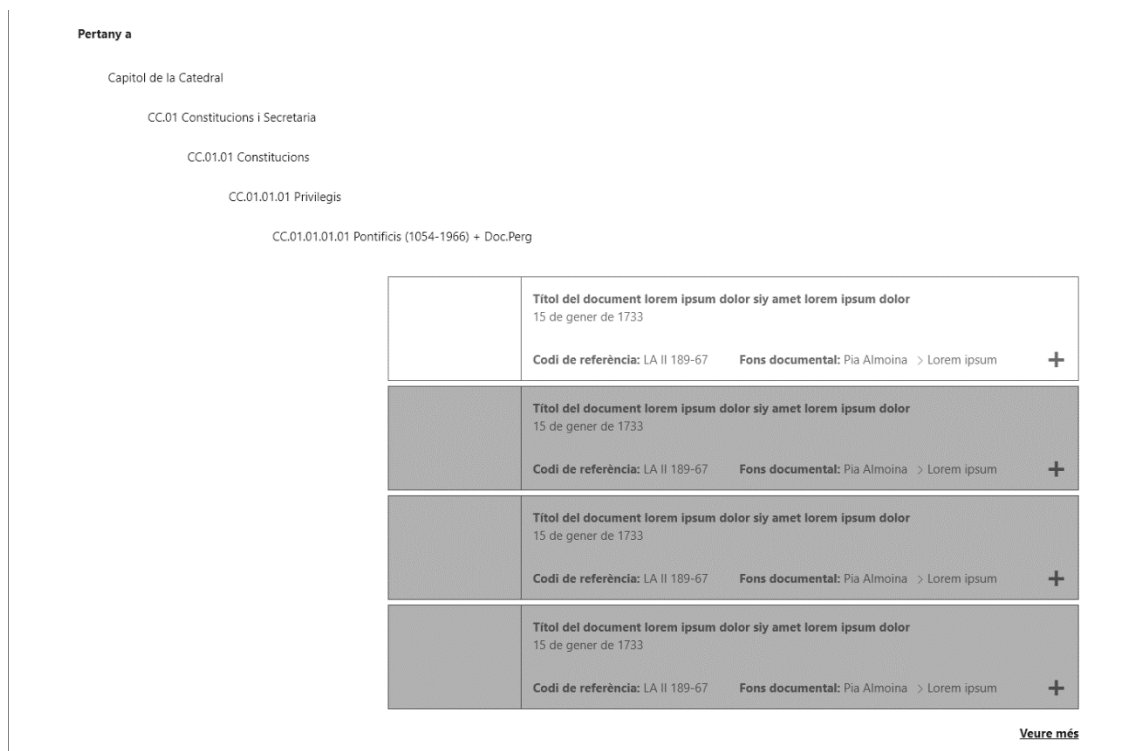 Pertany a
Capitol de la Catedral
CC.01 Constitucions i Secretaria
CC.01.01 Constitucions
CC.01.01.01 Privilegis
CC.01.01.01.01 Pontificis (1054-1966) + Doc.Perg
Títol del document lorem ipsum dolor siy amet lorem ipsum dolor
15 de gener de 1733
Codi de referència: LA II 189-67 Fons documental: Pia Almoina > Lorem ipsum +
Títol del document lorem ipsum dolor siy amet lorem ipsum dolor
15 de gener de 1733
Codi de referència: LA II 189-67 Fons documental: Pia Almoina > Lorem ipsum +
Títol del document lorem ipsum dolor siy amet lorem ipsum dolor
15 de gener de 1733
Codi de referència: LA II 189-67 Fons documental: Pia Almoina > Lorem ipsum +
Títol del document lorem ipsum dolor siy amet lorem ipsum dolor
15 de gener de 1733
Codi de referència: LA II 189-67 Fons documental: Pia Almoina > Lorem ipsum +
Veure més